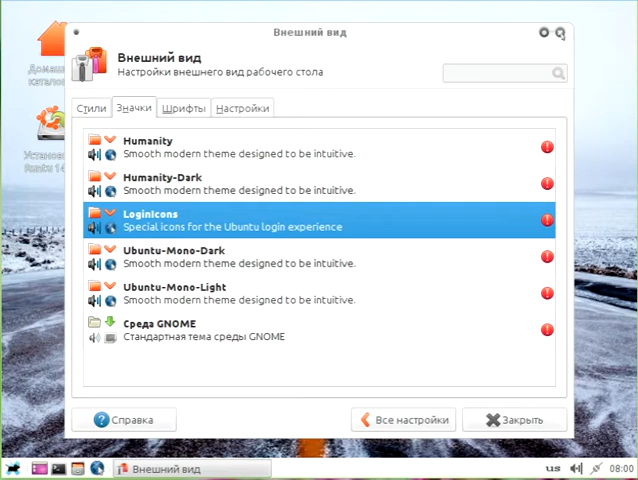 Внешний вид
Внешний вид
Настройки внешнего вид рабочего стола
Стили
Значки
Шрифты
Настройки
Humanity
Smooth modern theme designed to be intuitive.
Humanity-Dark
Smooth modern theme designed to be intuitive.
LoginIcons
Special icons for the Ubuntu login experience
Ubuntu-Mono-Dark
Smooth modern theme designed to be intuitive.
Ubuntu-Mono-Light
Smooth modern theme designed to be intuitive.
Среда GNOME
Стандартная тема среды GNOME
Справка
Все настройки
Закрыть
Внешний вид
us
08:00